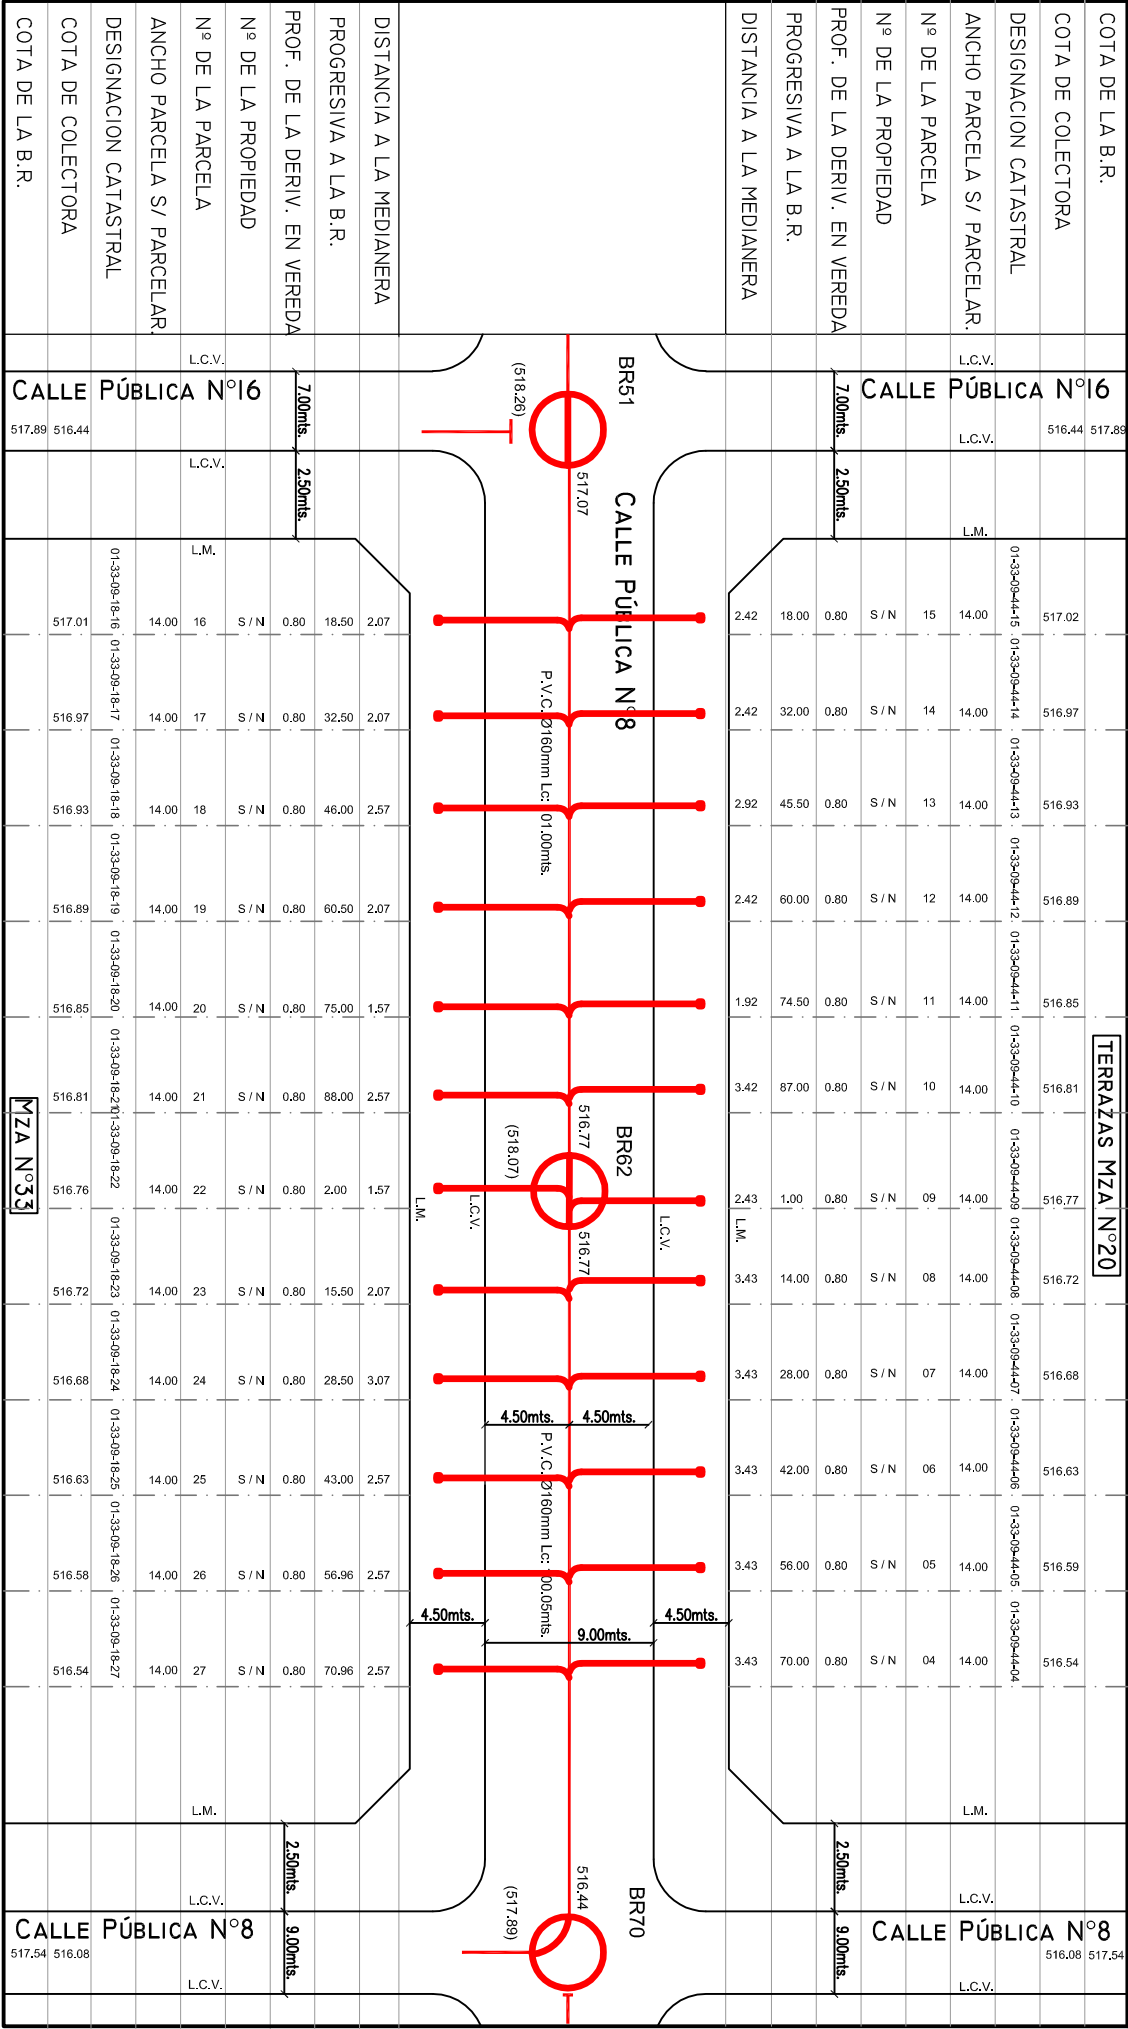 COTA DE LA B.R.
COTA DE COLECTORA
DESIGNACION CATASTRAL
ANCHO PARCELA S/ PARCELAR.
Nº DE LA PARCELA
Nº DE LA PROPIEDAD
PROF. DE LA DERIV. EN VEREDA
PROGRESIVA A LA B.R.
DISTANCIA A LA MEDIANERA
DISTANCIA A LA MEDIANERA
PROGRESIVA A LA B.R.
PROF. DE LA DERIV. EN VEREDA
Nº DE LA PROPIEDAD
Nº DE LA PARCELA
ANCHO PARCELA S/ PARCELAR.
DESIGNACION CATASTRAL
COTA DE COLECTORA
COTA DE LA B.R.
L.C.V.
L.C.V.
CALLE PÚBLICA N°16
CALLE PÚBLICA N°16
7.00mts.
7.00mts.
517.89 516.44
516.44 517.89
BR51
(518.26)
517.07
L.C.V.
L.C.V.
2.50mts.
2.50mts.
L.M.
L.M.
CALLE PÚBLICA N°8
517.01 01-33-09-18-16 14.00 16 S/N 0.80 18.50 2.07
2.42 18.00 0.80 S/N 15 14.00 01-33-09-44-15 517.02
516.97 01-33-09-18-17 14.00 17 S/N 0.80 32.50 2.07
2.42 32.00 0.80 S/N 14 14.00 01-33-09-44-14 516.97
P.V.C. Ø160mm Lc: 101.00mts.
516.93 01-33-09-18-18 14.00 18 S/N 0.80 46.00 2.57
2.92 45.50 0.80 S/N 13 14.00 01-33-09-44-13 516.93
516.89 01-33-09-18-19 14.00 19 S/N 0.80 60.50 2.07
2.42 60.00 0.80 S/N 12 14.00 01-33-09-44-12 516.89
516.85 01-33-09-18-20 14.00 20 S/N 0.80 75.00 1.57
1.92 74.50 0.80 S/N 11 14.00 01-33-09-44-11 516.85
516.81 01-33-09-18-21 14.00 21 S/N 0.80 88.00 2.57
3.42 87.00 0.80 S/N 10 14.00 01-33-09-44-10 516.81
TERRAZAS MZA N°20
MZA N°33
516.77
BR62
(518.07)
516.77
516.76 01-33-09-18-22 14.00 22 S/N 0.80 2.00 1.57
2.43 1.00 0.80 S/N 09 14.00 01-33-09-44-09 516.77
L.M.
L.C.V.
L.C.V.
L.M.
516.72 01-33-09-18-23 14.00 23 S/N 0.80 15.50 2.07
3.43 14.00 0.80 S/N 08 14.00 01-33-09-44-08 516.72
516.68 01-33-09-18-24 14.00 24 S/N 0.80 28.50 3.07
3.43 28.00 0.80 S/N 07 14.00 01-33-09-44-07 516.68
4.50mts. 4.50mts.
516.63 01-33-09-18-25 14.00 25 S/N 0.80 43.00 2.57
3.43 42.00 0.80 S/N 06 14.00 01-33-09-44-06 516.63
P.V.C. Ø160mm Lc: 100.05mts.
516.58 01-33-09-18-26 14.00 26 S/N 0.80 56.96 2.57
3.43 56.00 0.80 S/N 05 14.00 01-33-09-44-05 516.59
4.50mts. 9.00mts. 4.50mts.
516.54 01-33-09-18-27 14.00 27 S/N 0.80 70.96 2.57
3.43 70.00 0.80 S/N 04 14.00 01-33-09-44-04 516.54
L.M.
L.M.
2.50mts.
2.50mts.
516.44
BR70
(517.89)
L.C.V.
L.C.V.
CALLE PÚBLICA N°8
CALLE PÚBLICA N°8
9.00mts.
9.00mts.
517.54 516.08
516.08 517.54
L.C.V.
L.C.V.